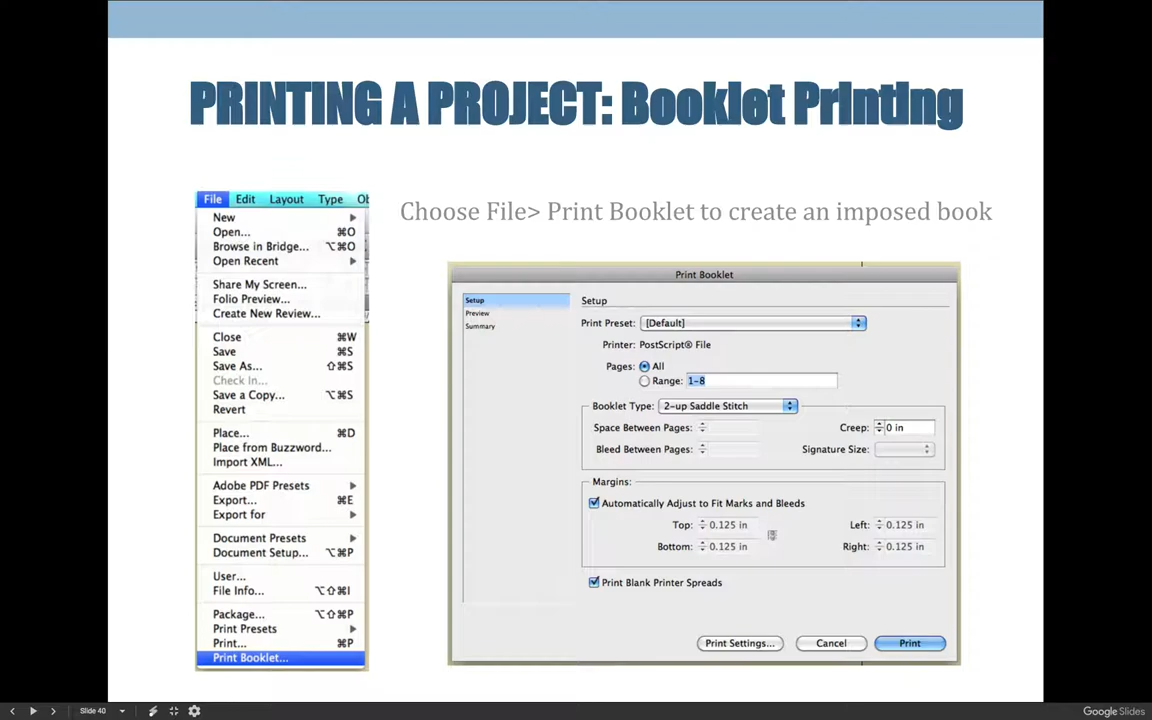 PRINTING A PROJECT: Booklet Printing
File Edit Layout Type Ob
New
Open... ⌘O
Browse in Bridge... ⌥⌘O
Open Recent
Share My Screen...
Folio Preview...
Create New Review...
Close ⌘W
Save ⌘S
Save As... ⇧⌘S
Check In...
Save a Copy... ⌥⌘S
Revert
Place... ⌘D
Place from Buzzword...
Import XML...
Adobe PDF Presets
Export... ⌘E
Export for
Document Presets
Document Setup... ⌥⌘P
User...
File Info... ⌥⇧⌘I
Package... ⌥⇧⌘P
Print Presets
Print... ⌘P
Print Booklet...
Choose File> Print Booklet to create an imposed book
Print Booklet
Setup
Preview
Summary
Setup
Print Preset: [Default]
Printer: PostScript® File
Pages: All
Range: 1-8
Booklet Type: 2-up Saddle Stitch
Space Between Pages: Creep: 0 in
Bleed Between Pages: Signature Size:
Margins:
Automatically Adjust to Fit Marks and Bleeds
Top: 0.125 in Left: 0.125 in
Bottom: 0.125 in Right: 0.125 in
Print Blank Printer Spreads
Print Settings... Cancel Print
Slide 40
Google Slides